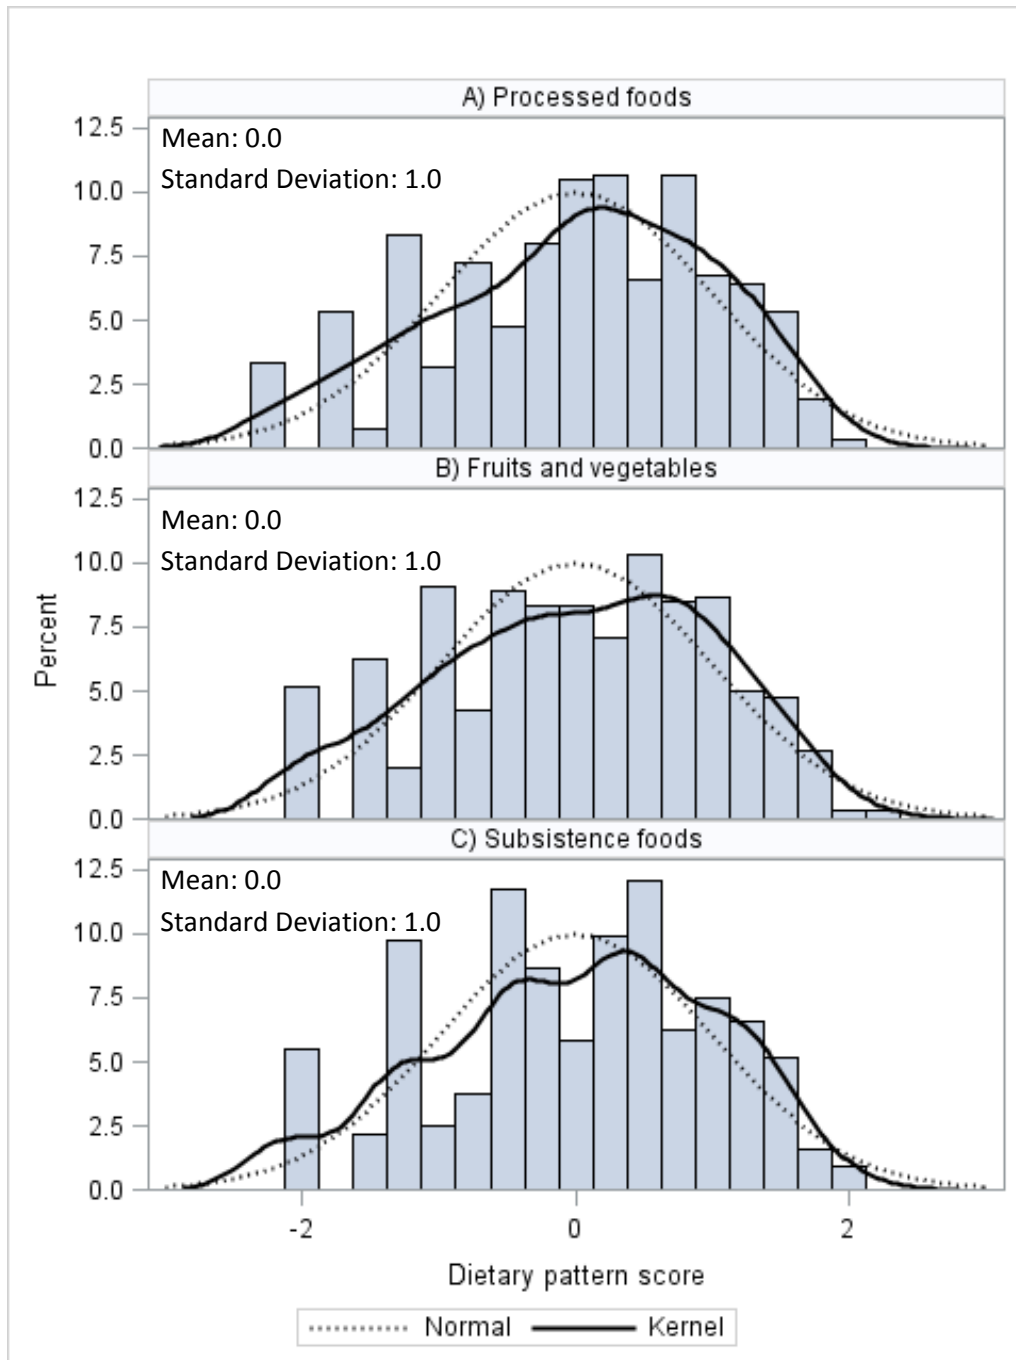 A) Processed foods
Mean: 0.0
Standard Deviation: 1.0
12.5
10.0
7.5
5.0
2.5
0.0
B) Fruits and vegetables
Mean: 0.0
Standard Deviation: 1.0
12.5
10.0
7.5
5.0
2.5
0.0
Percent
C) Subsistence foods
Mean: 0.0
Standard Deviation: 1.0
12.5
10.0
7.5
5.0
2.5
0.0
-2 0 2
Dietary pattern score
Normal Kernel